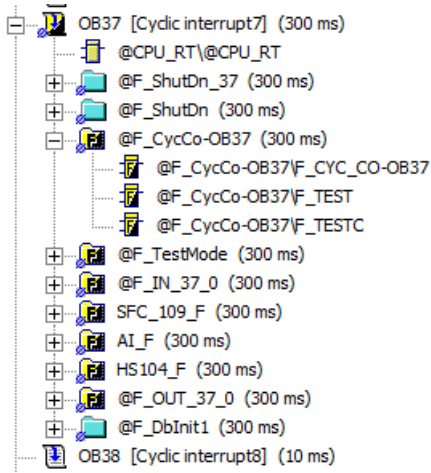 OB37 [Cyclic interrupt7] (300 ms)
@CPU_RT\@CPU_RT
@F_ShutDn_37 (300 ms)
@F_ShutDn (300 ms)
@F_CycCo-OB37 (300 ms)
@F_CycCo-OB37\F_CYC_CO-OB37
@F_CycCo-OB37\F_TEST
@F_CycCo-OB37\F_TESTC
@F_TestMode (300 ms)
@F_IN_37_0 (300 ms)
SFC_109_F (300 ms)
AI_F (300 ms)
HS104_F (300 ms)
@F_OUT_37_0 (300 ms)
@F_DbInit1 (300 ms)
OB38 [Cyclic interrupt8] (10 ms)